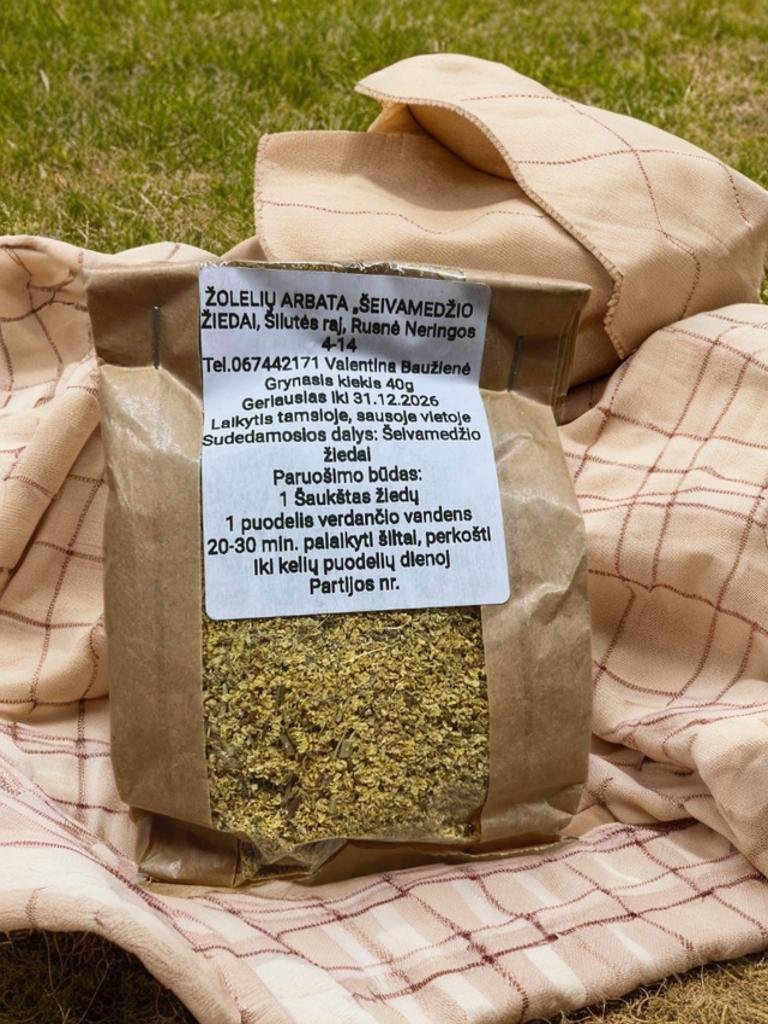 ŽOLELIŲ ARBATA „ŠEIVAMEDŽIO
ŽIEDAI, Šilutės raj, Rusnė Neringos
4-14
Tel.067442171 Valentina Baužienė
Grynasis kiekis 40g
Geriausias iki 31.12.2026
Laikytis tamsioje, sausoje vietoje
Sudedamosios dalys: Šeivamedžio
žiedai
Paruošimo būdas:
1 Šaukštas žiedų
1 puodelis verdančio vandens
20-30 min. palaikyti šiltai, perkošti
Iki kelių puodelių dienoj
Partijos nr.